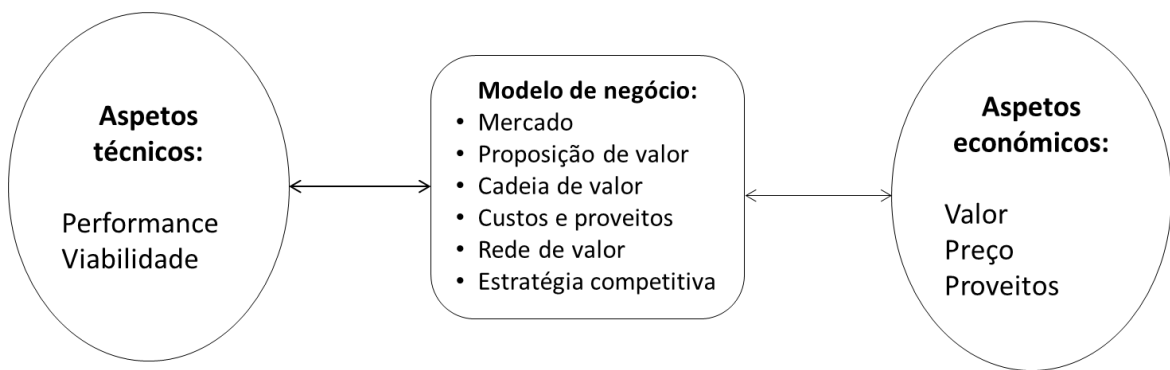 Aspetos
técnicos:
Performance
Viabilidade
Modelo de negócio:
• Mercado
• Proposição de valor
• Cadeia de valor
• Custos e proveitos
• Rede de valor
• Estratégia competitiva
Aspetos
económicos:
Valor
Preço
Proveitos